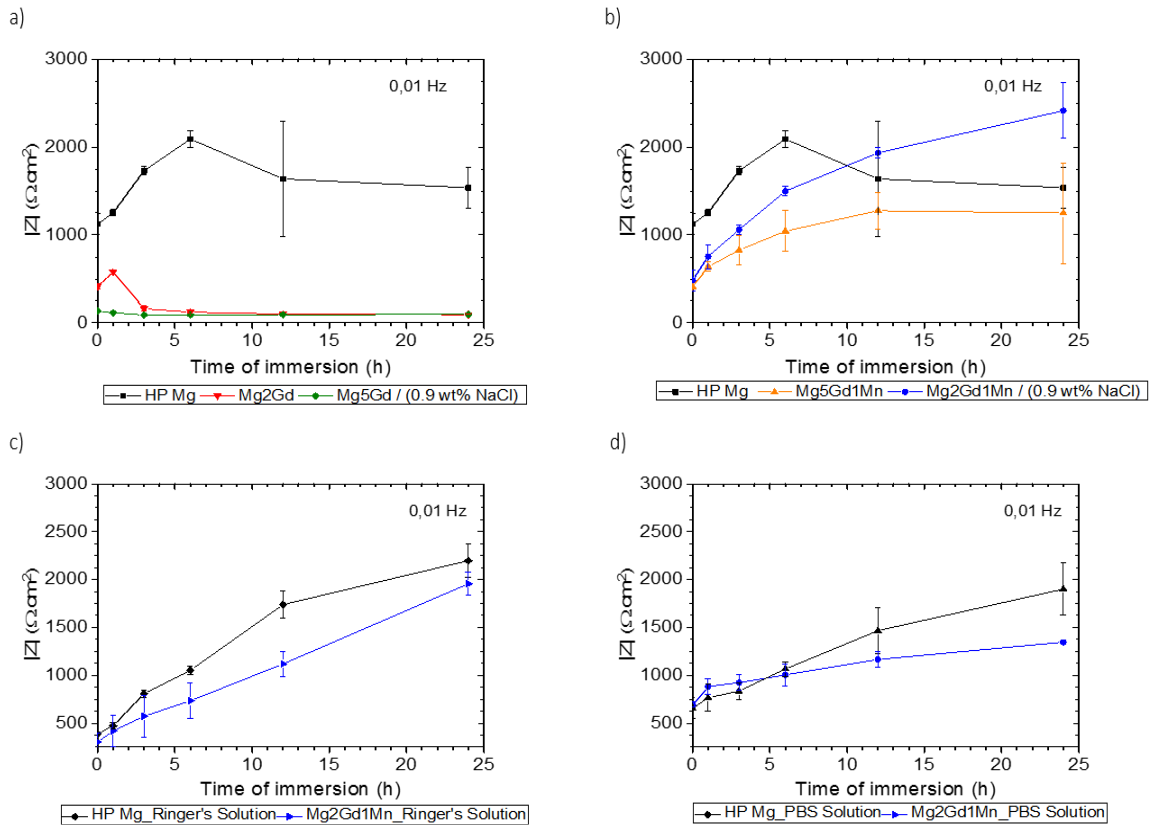 a)
3000
2000
1000
0
|Z| (Ωcm²)
0,01 Hz
0 5 10 15 20 25
Time of immersion (h)
HP Mg Mg2Gd Mg5Gd / (0.9 wt% NaCl)
b)
3000
2000
1000
0
|Z| (Ωcm²)
0,01 Hz
0 5 10 15 20 25
Time of immersion (h)
HP Mg Mg5Gd1Mn Mg2Gd1Mn / (0.9 wt% NaCl)
c)
3000
2500
2000
1500
1000
500
|Z| (Ωcm²)
0,01 Hz
0 5 10 15 20 25
Time of immersion (h)
HP Mg_Ringer's Solution Mg2Gd1Mn_Ringer's Solution
d)
3000
2500
2000
1500
1000
500
|Z| (Ωcm²)
0,01 Hz
0 5 10 15 20 25
Time of immersion (h)
HP Mg_PBS Solution Mg2Gd1Mn_PBS Solution